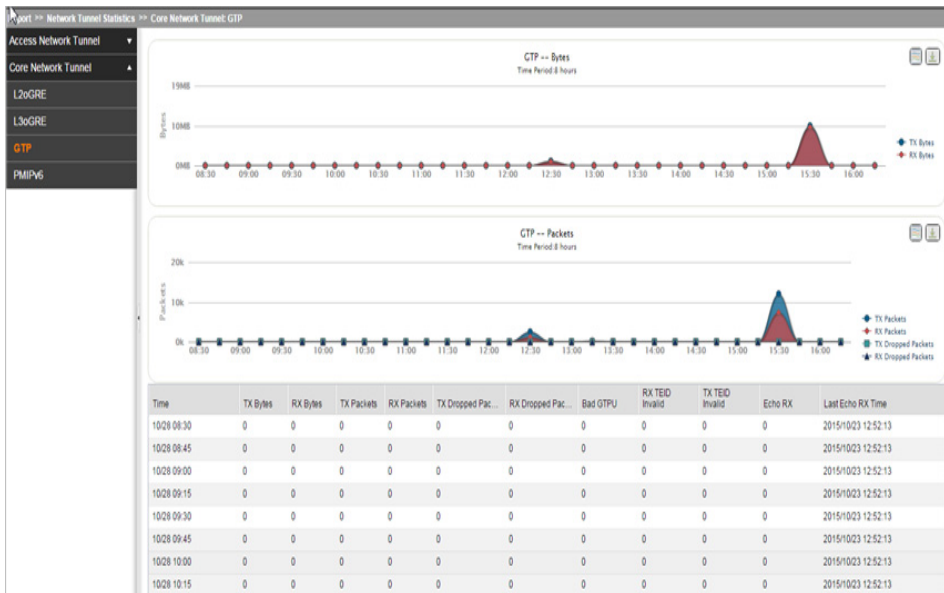 port >> Network Tunnel Statistics >> Core Network Tunnel: GTP
Access Network Tunnel
Core Network Tunnel
L2oGRE
L3oGRE
GTP
PMIPv6
GTP -- Bytes
Time Period:8 hours
Bytes
19MB
10MB
0MB
08:30 09:00 09:30 10:00 10:30 11:00 11:30 12:00 12:30 13:00 13:30 14:00 14:30 15:00 15:30 16:00
TX Bytes
RX Bytes
GTP -- Packets
Time Period:8 hours
Packets
20k
10k
0k
08:30 09:00 09:30 10:00 10:30 11:00 11:30 12:00 12:30 13:00 13:30 14:00 14:30 15:00 15:30 16:00
TX Packets
RX Packets
TX Dropped Packets
RX Dropped Packets
Time TX Bytes RX Bytes TX Packets RX Packets TX Dropped Pac... RX Dropped Pac... Bad GTPU RX TEID Invalid TX TEID Invalid Echo RX Last Echo RX Time
10/28 08:30 0 0 0 0 0 0 0 0 0 0 2015/10/23 12:52:13
10/28 08:45 0 0 0 0 0 0 0 0 0 0 2015/10/23 12:52:13
10/28 09:00 0 0 0 0 0 0 0 0 0 0 2015/10/23 12:52:13
10/28 09:15 0 0 0 0 0 0 0 0 0 0 2015/10/23 12:52:13
10/28 09:30 0 0 0 0 0 0 0 0 0 0 2015/10/23 12:52:13
10/28 09:45 0 0 0 0 0 0 0 0 0 0 2015/10/23 12:52:13
10/28 10:00 0 0 0 0 0 0 0 0 0 0 2015/10/23 12:52:13
10/28 10:15 0 0 0 0 0 0 0 0 0 0 2015/10/23 12:52:13